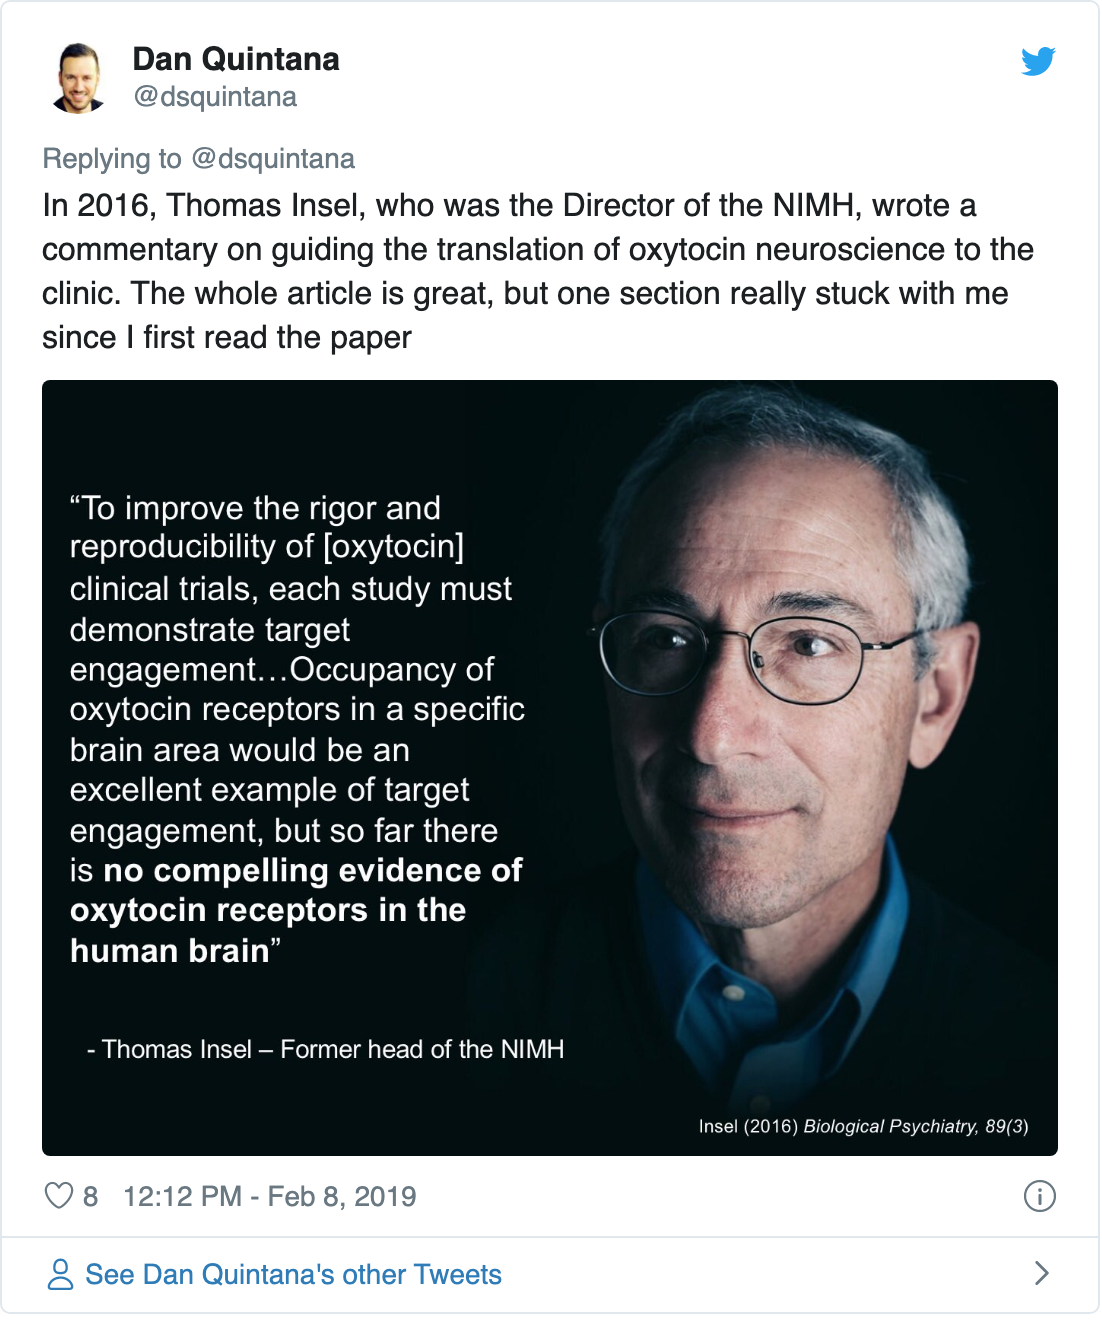 Dan Quintana
@dsquintana
Replying to @dsquintana
In 2016, Thomas Insel, who was the Director of the NIMH, wrote a
commentary on guiding the translation of oxytocin neuroscience to the
clinic. The whole article is great, but one section really stuck with me
since I first read the paper
“To improve the rigor and
reproducibility of [oxytocin]
clinical trials, each study must
demonstrate target
engagement…Occupancy of
oxytocin receptors in a specific
brain area would be an
excellent example of target
engagement, but so far there
is no compelling evidence of
oxytocin receptors in the
human brain”
- Thomas Insel – Former head of the NIMH
Insel (2016) Biological Psychiatry, 89(3)
8 12:12 PM - Feb 8, 2019
See Dan Quintana's other Tweets